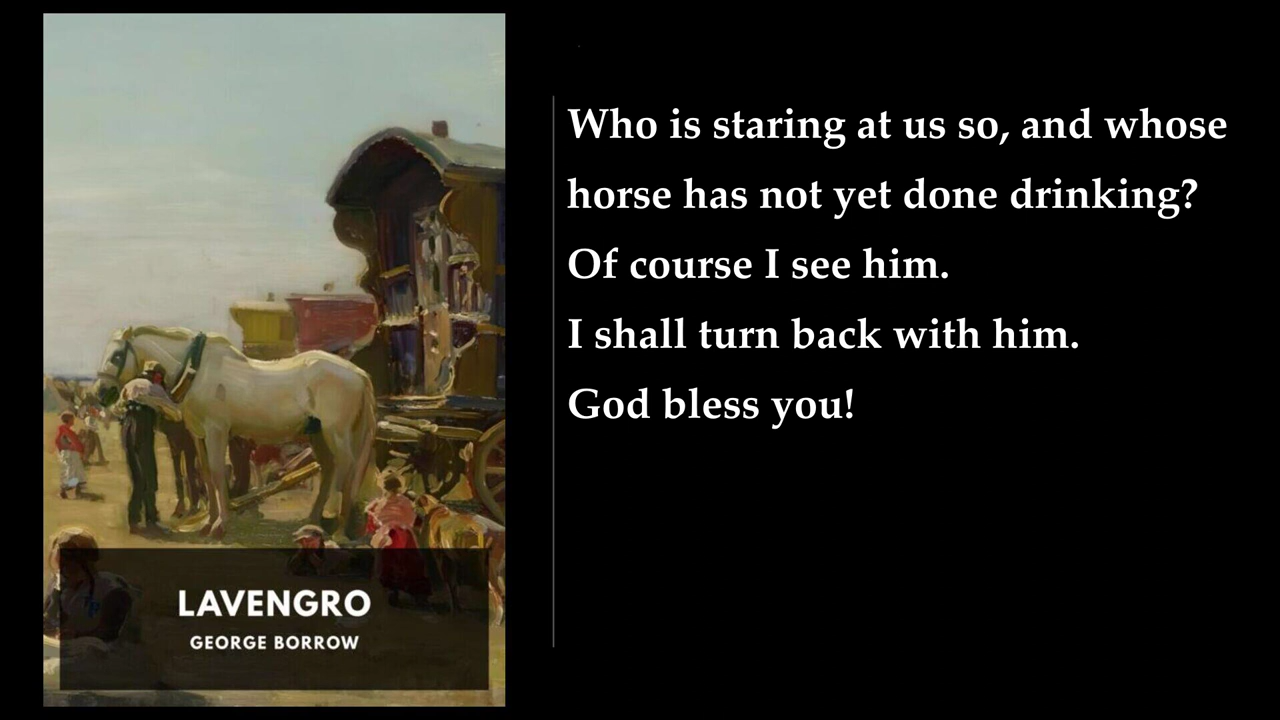 Who is staring at us so, and whose
horse has not yet done drinking?
Of course I see him.
I shall turn back with him.
God bless you!
LAVENGRO
GEORGE BORROW